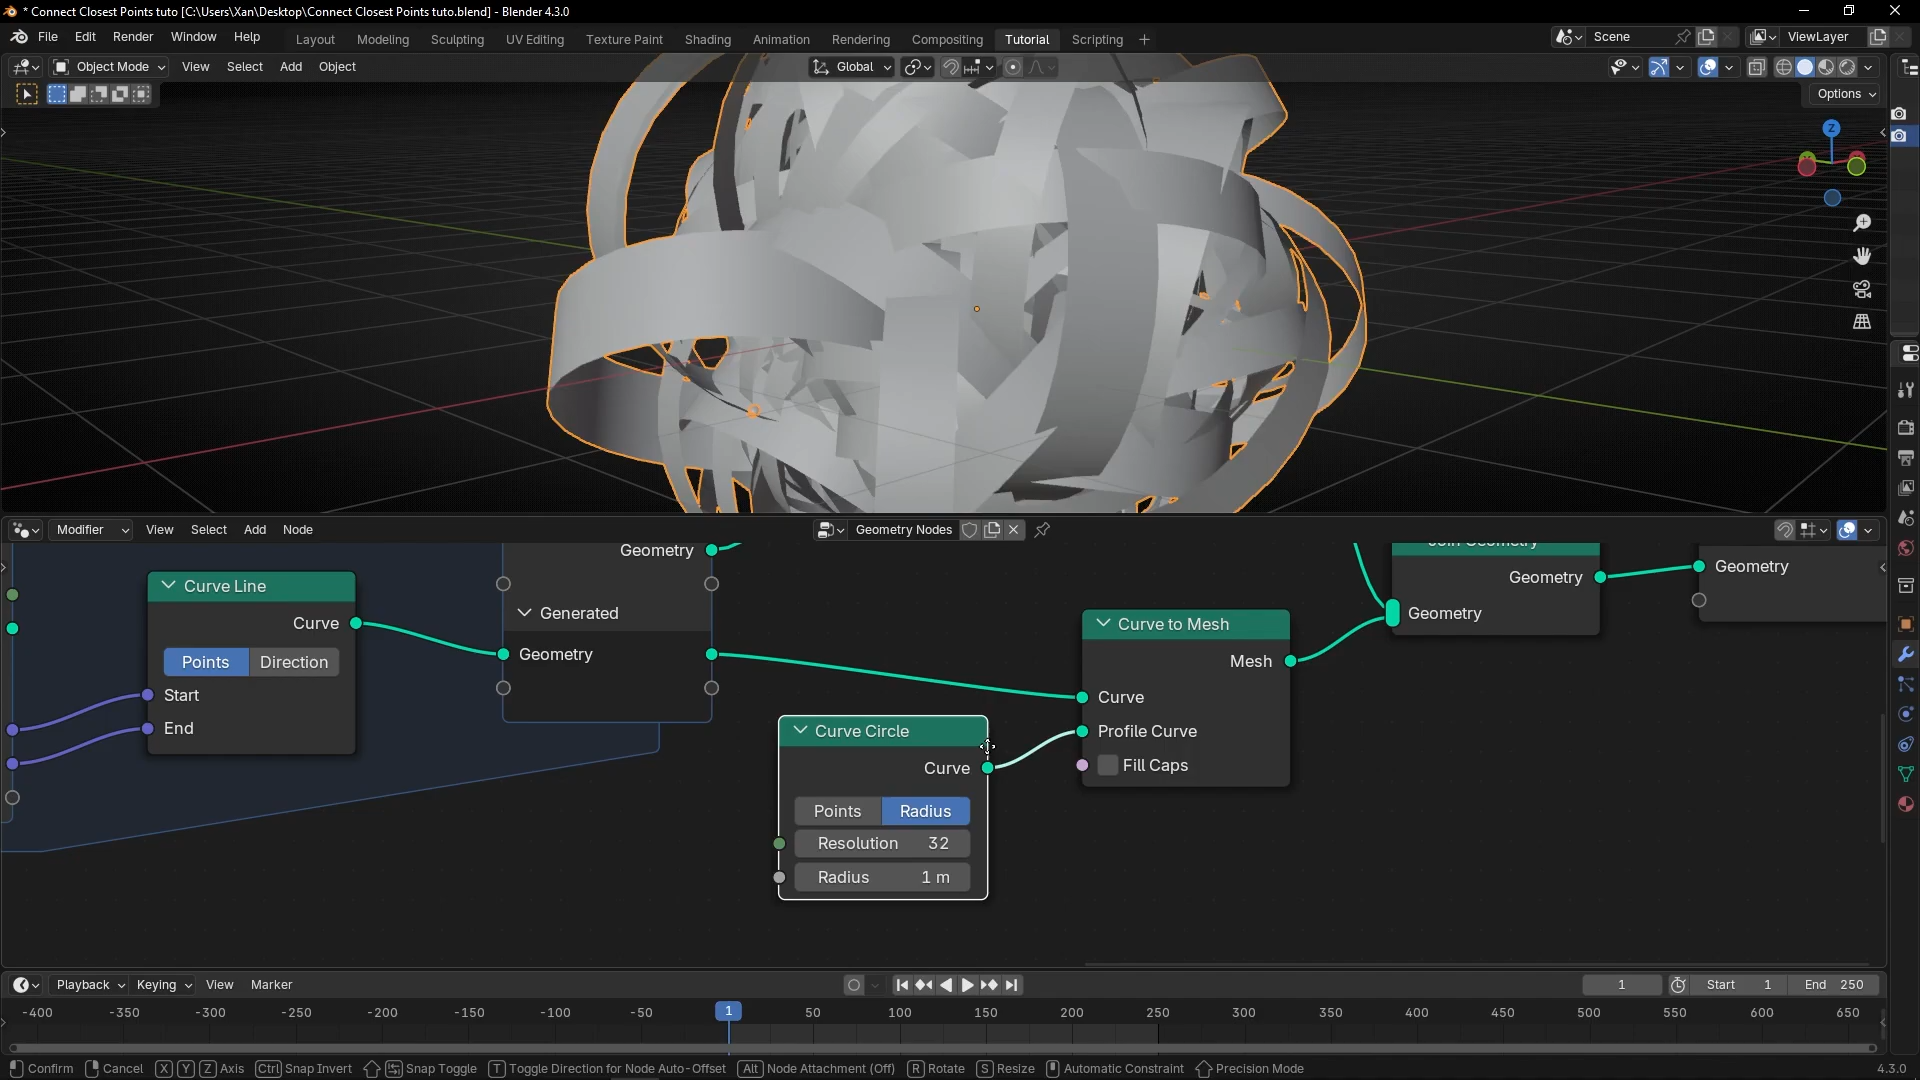 * Connect Closest Points tuto [C:\Users\Xan\Desktop\Connect Closest Points tuto.blend] - Blender 4.3.0
File Edit Render Window Help Layout Modeling Sculpting UV Editing Texture Paint Shading Animation Rendering Compositing Tutorial Scripting + Scene ViewLayer
Object Mode View Select Add Object Global
Options
Z
Modifier View Select Add Node Geometry Nodes
Geometry
Join Geometry
Geometry
Geometry
Geometry
Curve Line
Curve
Points Direction
Start
End
Generated
Geometry
Curve to Mesh
Mesh
Curve
Profile Curve
Fill Caps
Curve Circle
Curve
Points Radius
Resolution 32
Radius 1 m
Playback Keying View Marker 1 Start 1 End 250
-400 -350 -300 -250 -200 -150 -100 -50 1 50 100 150 200 250 300 350 400 450 500 550 600 650
Confirm Cancel X Y Z Axis Ctrl Snap Invert Snap Toggle T Toggle Direction for Node Auto-Offset Alt Node Attachment (Off) R Rotate S Resize Automatic Constraint Precision Mode 4.3.0